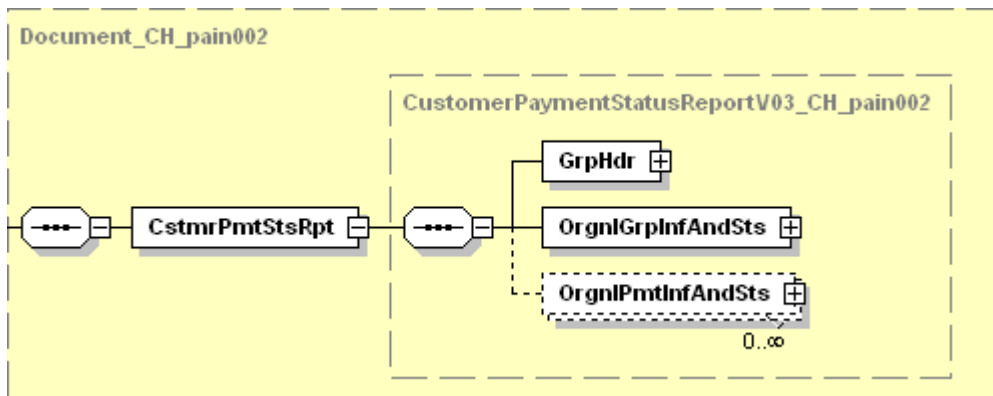 Document_CH_pain002
CustomerPaymentStatusReportV03_CH_pain002
GrpHdr
CstmrPmtStsRpt
OrgnlGrpInfAndSts
OrgnlPmtInfAndSts
0..∞